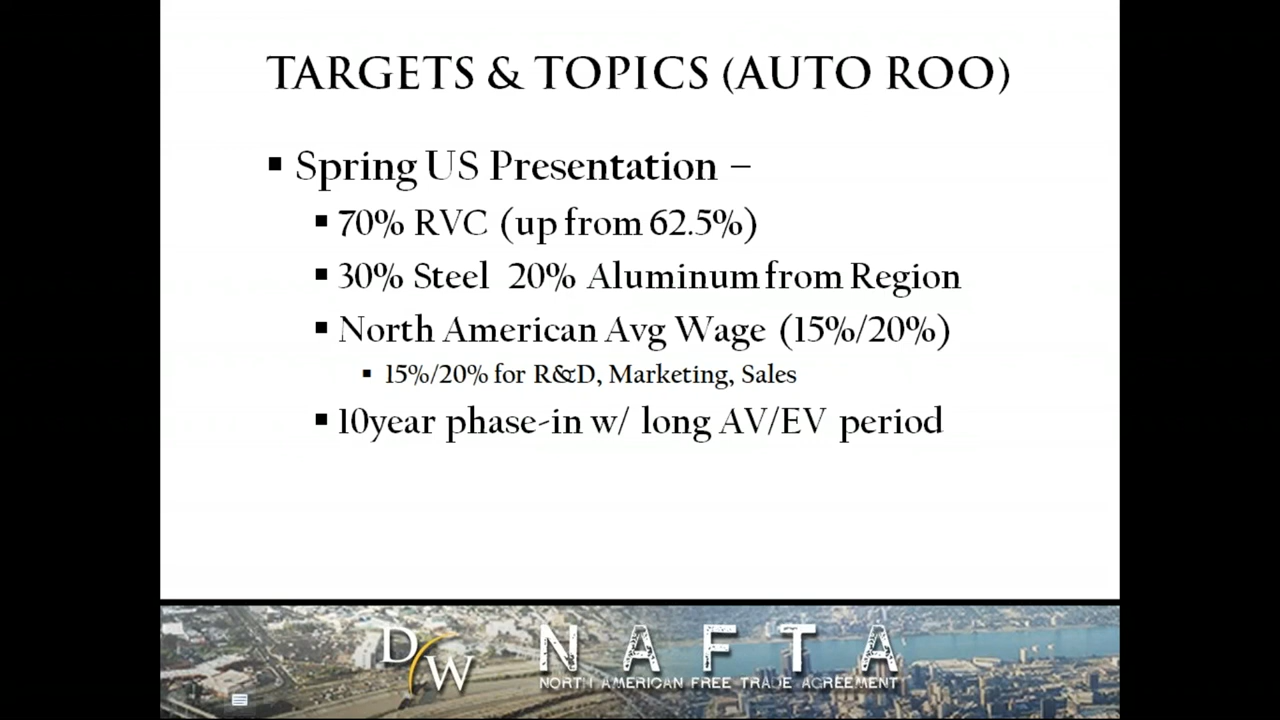 TARGETS & TOPICS (AUTO ROO)
▪ Spring US Presentation –
▪ 70% RVC (up from 62.5%)
▪ 30% Steel 20% Aluminum from Region
▪ North American Avg Wage (15%/20%)
▪ 15%/20% for R&D, Marketing, Sales
▪ 10year phase-in w/ long AV/EV period
DW
NAFTA
NORTH AMERICAN FREE TRADE AGREEMENT